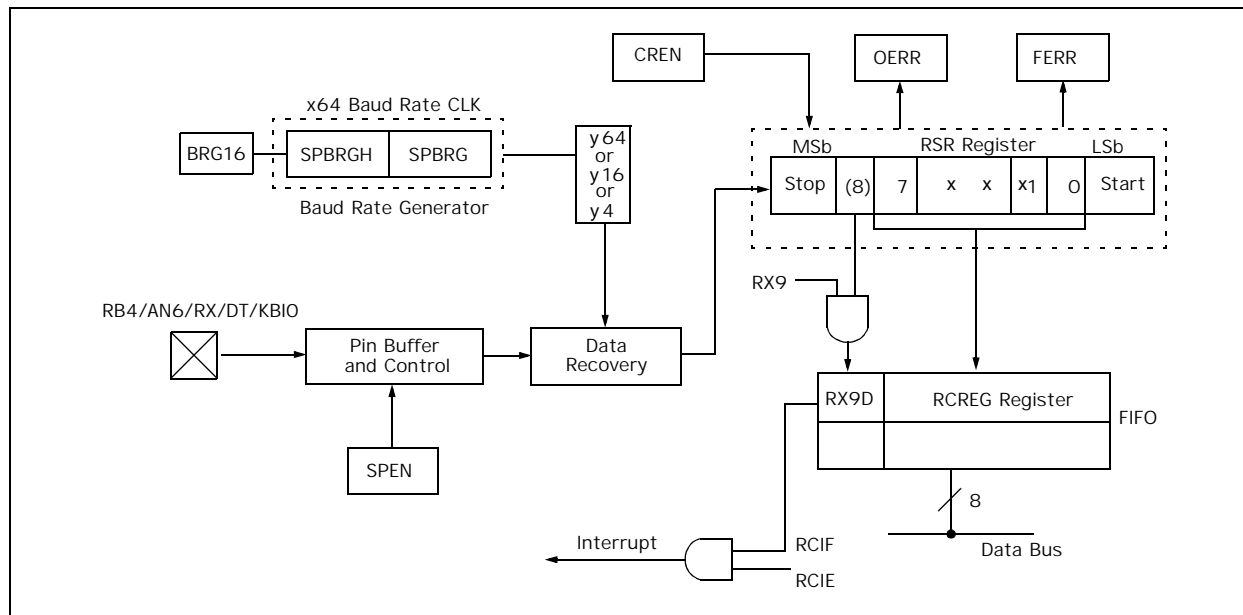 CREN
OERR
FERR
x64 Baud Rate CLK
BRG16
SPBRGH
SPBRG
Baud Rate Generator
y64
or
y16
or
y4
MSb
RSR Register
LSb
Stop
(8)
7
x x
x1
0
Start
RX9
RB4/AN6/RX/DT/KBI0
Pin Buffer
and Control
Data
Recovery
SPEN
RX9D
RCREG Register
FIFO
8
Data Bus
Interrupt
RCIF
RCIE